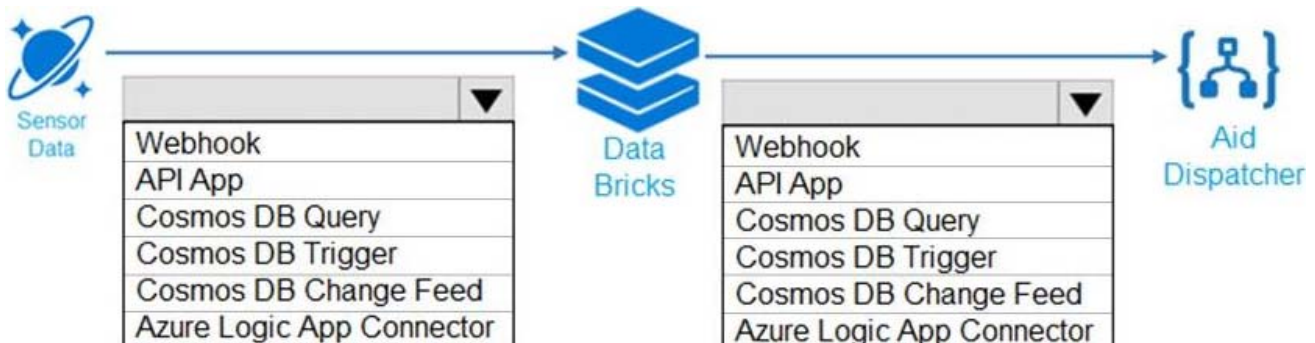 Sensor
Data
Webhook
API App
Cosmos DB Query
Cosmos DB Trigger
Cosmos DB Change Feed
Azure Logic App Connector
Data
Bricks
Webhook
API App
Cosmos DB Query
Cosmos DB Trigger
Cosmos DB Change Feed
Azure Logic App Connector
Aid
Dispatcher